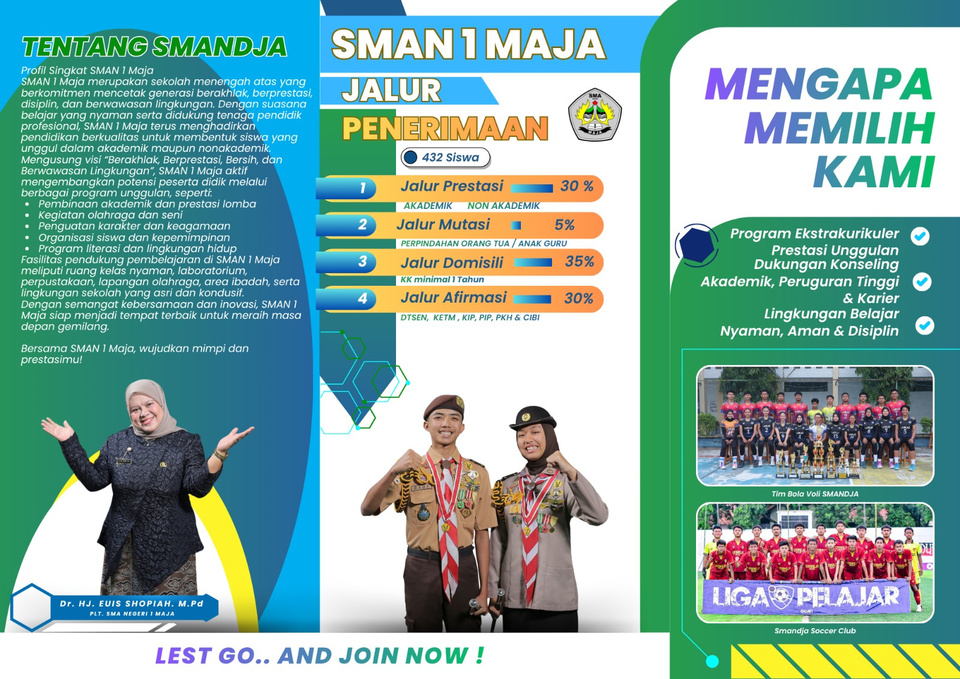 TENTANG SMANDJA
Profil Singkat SMAN 1 Maja
SMAN 1 Maja merupakan sekolah menengah atas yang
berkomitmen mencetak generasi berakhlak, berprestasi,
disiplin, dan berwawasan lingkungan. Dengan suasana
belajar yang nyaman serta didukung tenaga pendidik
profesional, SMAN 1 Maja terus menghadirkan
pendidikan berkualitas untuk membentuk siswa yang
unggul dalam akademik maupun nonakademik.
Mengusung visi “Berakhlak, Berprestasi, Bersih, dan
Berwawasan Lingkungan”, SMAN 1 Maja aktif
mengembangkan potensi peserta didik melalui
berbagai program unggulan, seperti:
• Pembinaan akademik dan prestasi lomba
• Kegiatan olahraga dan seni
• Penguatan karakter dan keagamaan
• Organisasi siswa dan kepemimpinan
• Program literasi dan lingkungan hidup
Fasilitas pendukung pembelajaran di SMAN 1 Maja
meliputi ruang kelas nyaman, laboratorium,
perpustakaan, lapangan olahraga, area ibadah, serta
lingkungan sekolah yang asri dan kondusif.
Dengan semangat kebersamaan dan inovasi, SMAN 1
Maja siap menjadi tempat terbaik untuk meraih masa
depan gemilang.
Bersama SMAN 1 Maja, wujudkan mimpi dan
prestasimu!
Dr. HJ. EUIS SHOPIAH. M.Pd
PLT. SMA NEGERI 1 MAJA
SMAN 1 MAJA
JALUR
PENERIMAAN
SMA
MAJA
432 Siswa
1 Jalur Prestasi 30 %
AKADEMIK NON AKADEMIK
2 Jalur Mutasi 5%
PERPINDAHAN ORANG TUA / ANAK GURU
3 Jalur Domisili 35%
KK minimal 1 Tahun
4 Jalur Afirmasi 30%
DTSEN, KETM , KIP, PIP, PKH & CIBI
MENGAPA
MEMILIH
KAMI
Program Ekstrakurikuler
Prestasi Unggulan
Dukungan Konseling
Akademik, Peruguran Tinggi
& Karier
Lingkungan Belajar
Nyaman, Aman & Disiplin
Tim Bola Voli SMANDJA
LIGA PELAJAR
Smandja Soccer Club
LEST GO.. AND JOIN NOW !